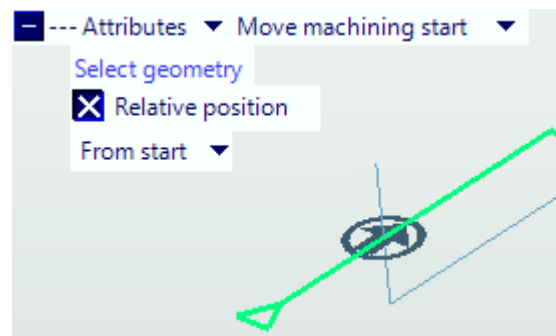 --- Attributes Move machining start
Select geometry
Relative position
From start